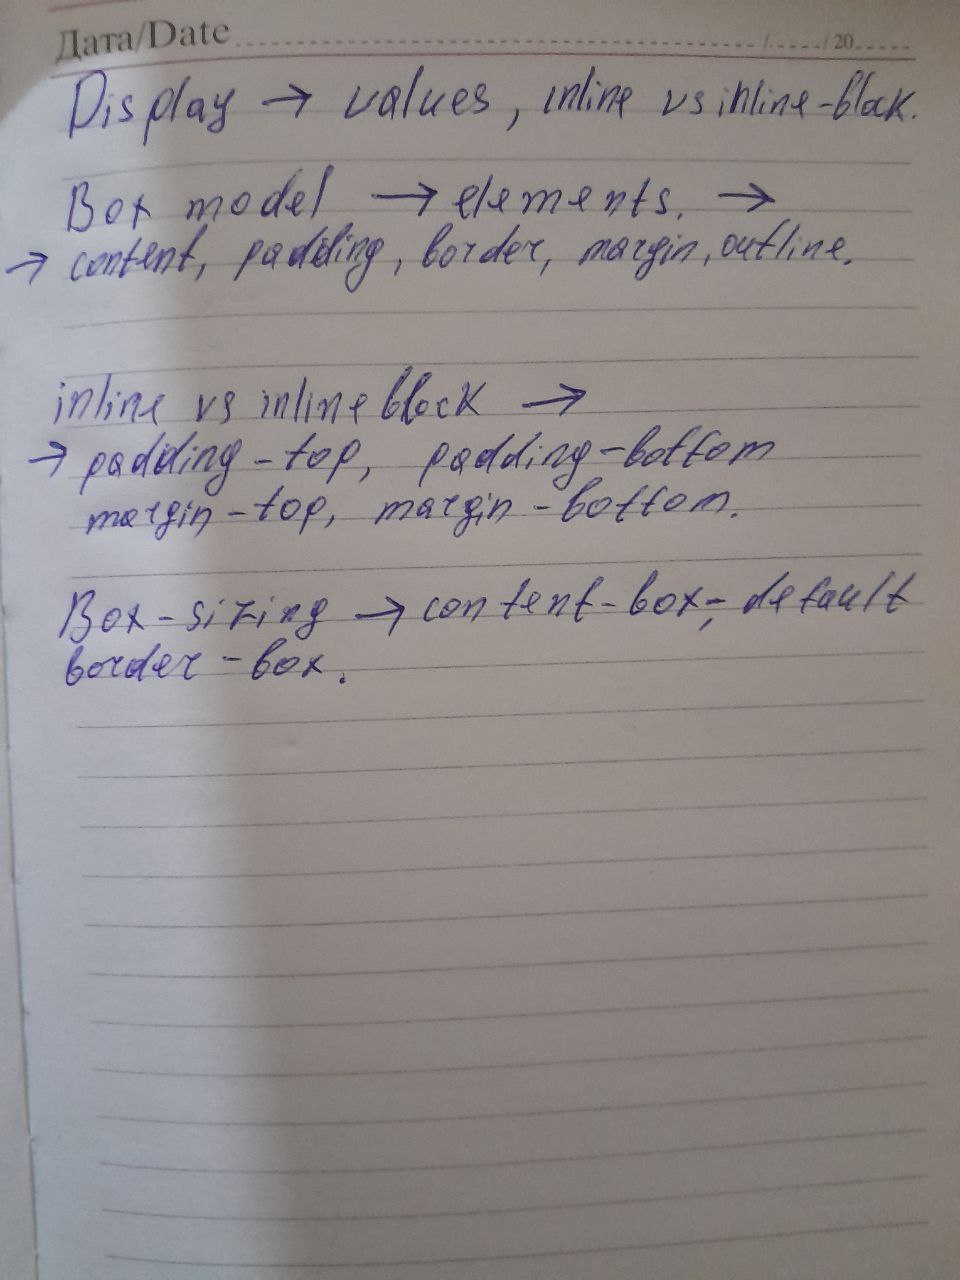 Дата/Date ....../....../20......
Display → values, inline vs inline-block.
Box model → elements. →
→ content, padding, border, margin, outline.
inline vs inline block →
→ padding-top, padding-bottom
margin-top, margin-bottom.
Box-sizing → content-box-, default
border-box.